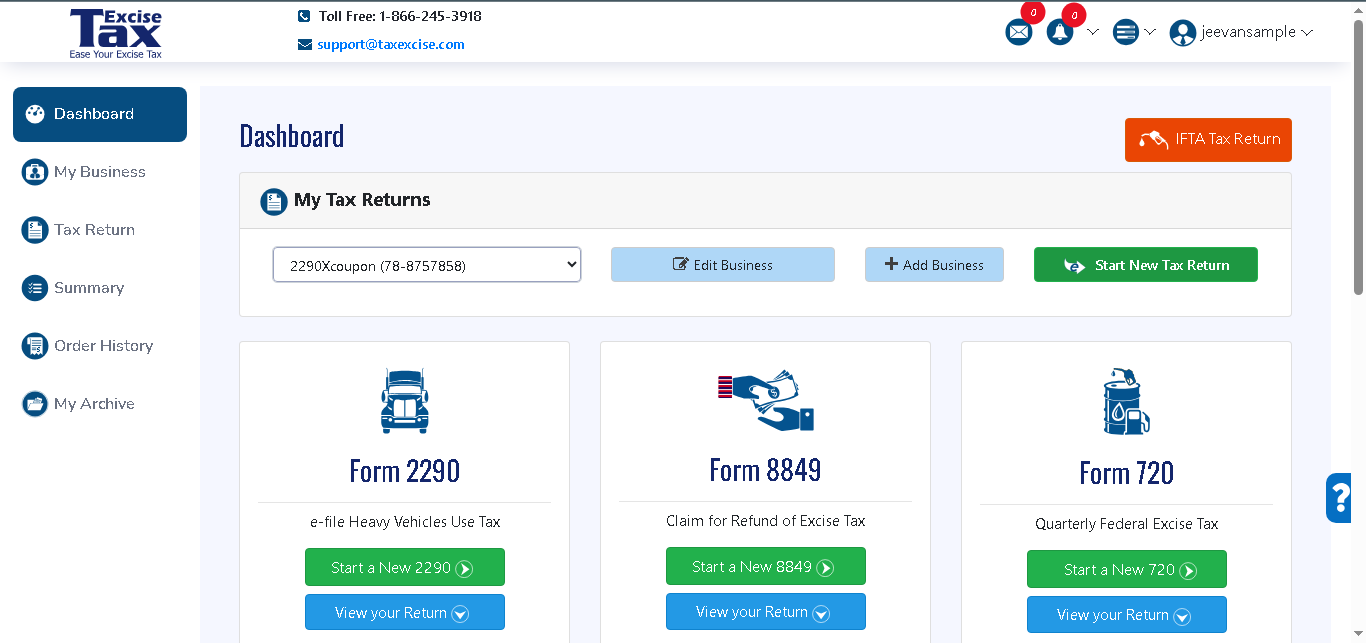 Excise
Tax
Ease Your Excise Tax
Toll Free: 1-866-245-3918
support@taxexcise.com
0
0
jeevansample
Dashboard
My Business
Tax Return
Summary
Order History
My Archive
Dashboard
IFTA Tax Return
My Tax Returns
2290Xcoupon (78-8757858)
Edit Business
Add Business
Start New Tax Return
Form 2290
e-file Heavy Vehicles Use Tax
Start a New 2290
View your Return
Form 8849
Claim for Refund of Excise Tax
Start a New 8849
View your Return
Form 720
Quarterly Federal Excise Tax
Start a New 720
View your Return
?